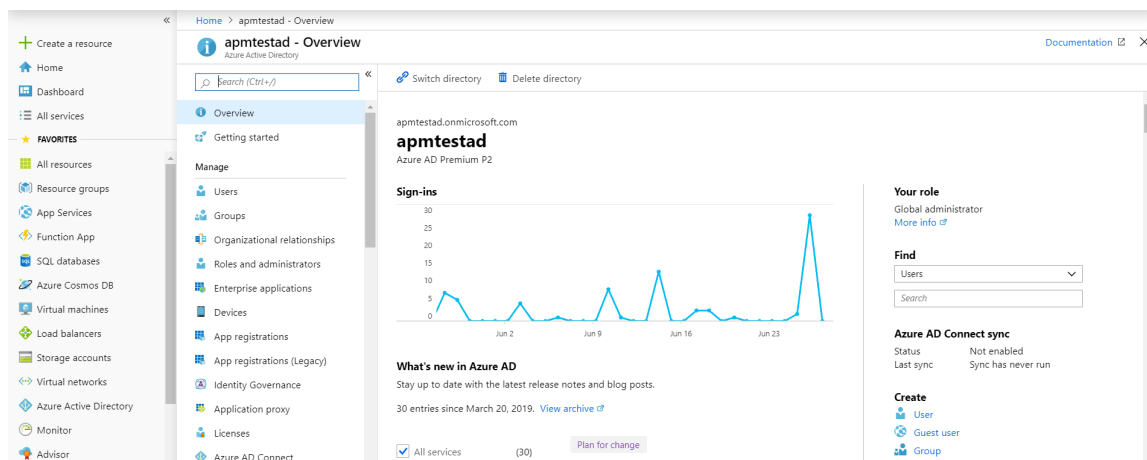 «
Create a resource
Home
Dashboard
All services
FAVORITES
All resources
Resource groups
App Services
Function App
SQL databases
Azure Cosmos DB
Virtual machines
Load balancers
Storage accounts
Virtual networks
Azure Active Directory
Monitor
Advisor
Home > apmtestad - Overview
apmtestad - Overview
Azure Active Directory
Documentation
Search (Ctrl+/)
«
Overview
Getting started
Manage
Users
Groups
Organizational relationships
Roles and administrators
Enterprise applications
Devices
App registrations
App registrations (Legacy)
Identity Governance
Application proxy
Licenses
Azure AD Connect
Switch directory Delete directory
apmtestad.onmicrosoft.com
apmtestad
Azure AD Premium P2
Sign-ins
30
25
20
15
10
5
0
Jun 2 Jun 9 Jun 16 Jun 23
What's new in Azure AD
Stay up to date with the latest release notes and blog posts.
30 entries since March 20, 2019. View archive
All services (30) Plan for change
Your role
Global administrator
More info
Find
Users
Search
Azure AD Connect sync
Status Not enabled
Last sync Sync has never run
Create
User
Guest user
Group